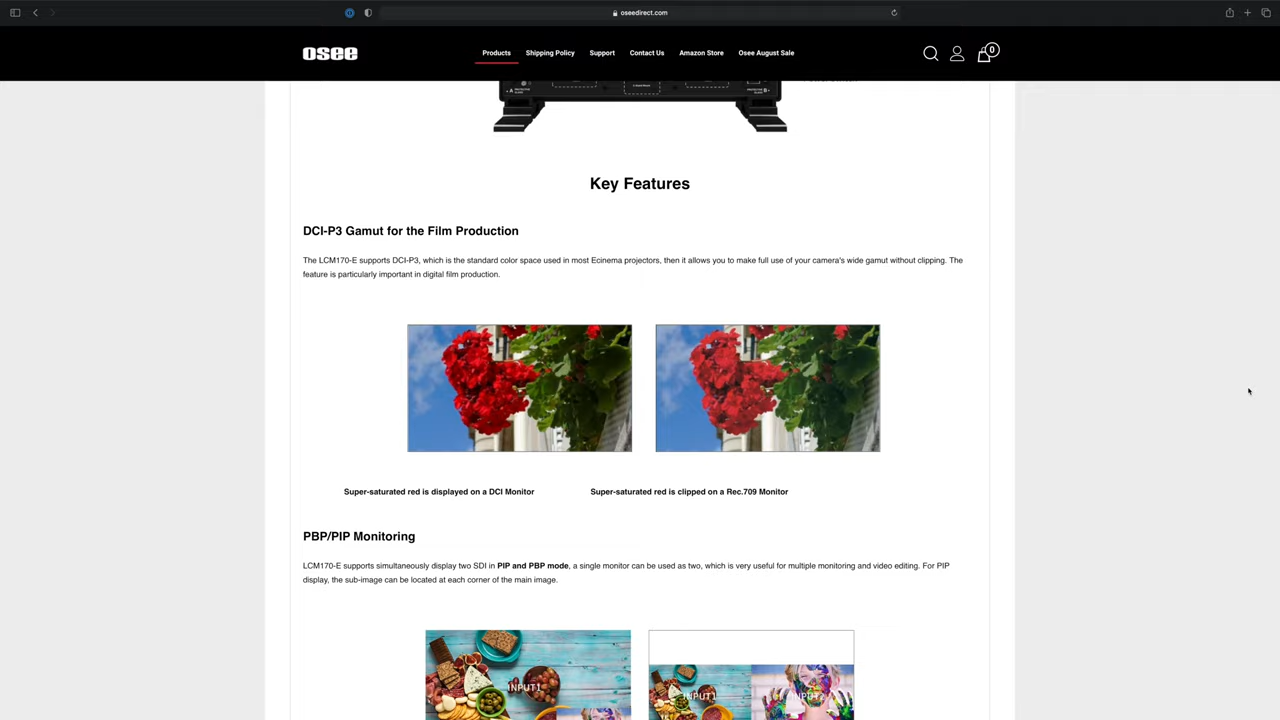 oseedirect.com
osee
Products
Shipping Policy
Support
Contact Us
Amazon Store
Osee August Sale
0
Key Features
DCI-P3 Gamut for the Film Production
The LCM170-E supports DCI-P3, which is the standard color space used in most Ecinema projectors, then it allows you to make full use of your camera's wide gamut without clipping. The
feature is particularly important in digital film production.
Super-saturated red is displayed on a DCI Monitor
Super-saturated red is clipped on a Rec.709 Monitor
PBP/PIP Monitoring
LCM170-E supports simultaneously display two SDI in PIP and PBP mode, a single monitor can be used as two, which is very useful for multiple monitoring and video editing. For PIP
display, the sub-image can be located at each corner of the main image.
INPUT1
INPUT1
INPUT2